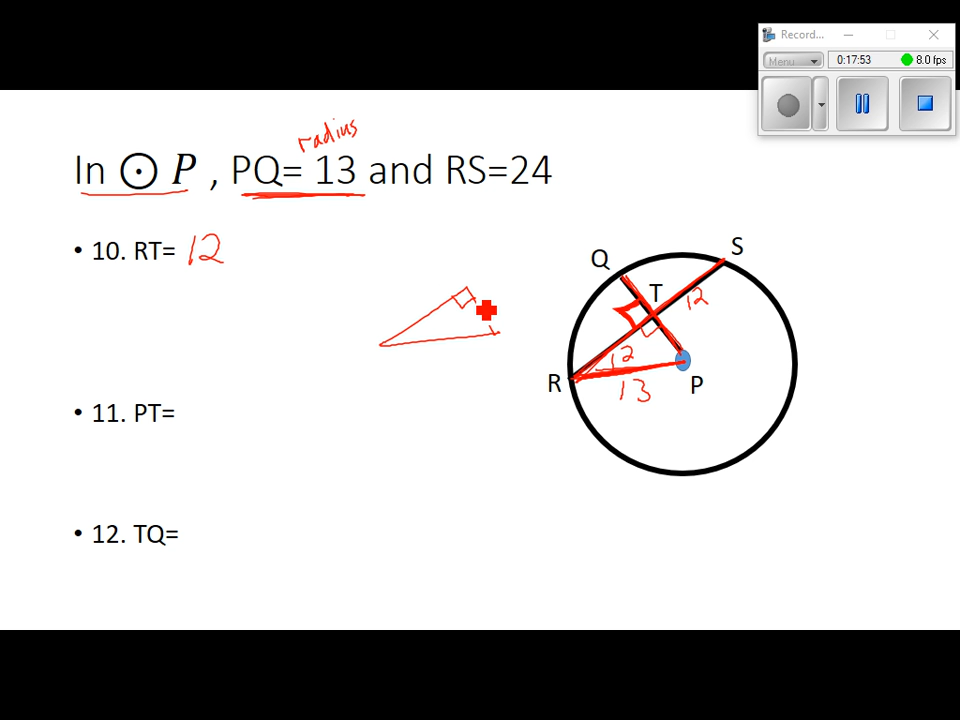 Record...
Menu
0:17:53
8.0 fps
radius
In ⊙ P , PQ= 13 and RS=24
• 10. RT= 12
• 11. PT=
• 12. TQ=
Q
S
T
12
12
R
13
P